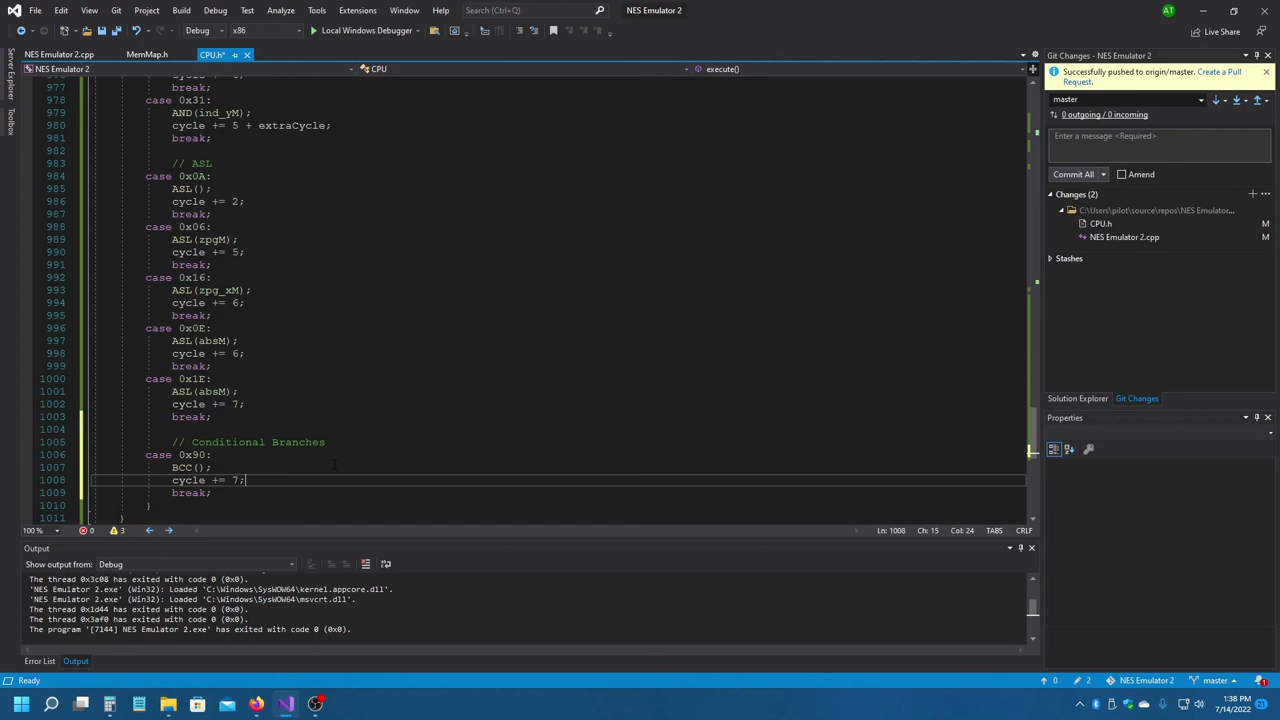 File Edit View Git Project Build Debug Test Analyze Tools Extensions Window Help Search (Ctrl+Q) NES Emulator 2 AT
Debug x86 Local Windows Debugger Live Share
NES Emulator 2.cpp MemMap.h CPU.h*
NES Emulator 2 CPU execute()
977 break;
978 case 0x31:
979 AND(ind_yM);
980 cycle += 5 + extraCycle;
981 break;
982
983 // ASL
984 case 0x0A:
985 ASL();
986 cycle += 2;
987 break;
988 case 0x06:
989 ASL(zpgM);
990 cycle += 5;
991 break;
992 case 0x16:
993 ASL(zpg_xM);
994 cycle += 6;
995 break;
996 case 0x0E:
997 ASL(absM);
998 cycle += 6;
999 break;
1000 case 0x1E:
1001 ASL(absM);
1002 cycle += 7;
1003 break;
1004
1005 // Conditional Branches
1006 case 0x90:
1007 BCC();
1008 cycle += 7;
1009 break;
1010 }
1011 }
100 % 0 3 Ln: 1008 Ch: 15 Col: 24 TABS CRLF
Output
Show output from: Debug
The thread 0x3c08 has exited with code 0 (0x0).
'NES Emulator 2.exe' (Win32): Loaded 'C:\Windows\SysWOW64\kernel.appcore.dll'.
'NES Emulator 2.exe' (Win32): Loaded 'C:\Windows\SysWOW64\msvcrt.dll'.
The thread 0x1d44 has exited with code 0 (0x0).
The thread 0x3af0 has exited with code 0 (0x0).
The program '[7144] NES Emulator 2.exe' has exited with code 0 (0x0).
Error List Output
Server Explorer
Toolbox
Git Changes - NES Emulator 2
Successfully pushed to origin/master. Create a Pull
Request.
master
0 outgoing / 0 incoming
Enter a message <Required>
Commit All Amend
Changes (2)
C:\Users\pilot\source\repos\NES Emulator...
CPU.h M
NES Emulator 2.cpp M
Stashes
Solution Explorer Git Changes
Properties
Ready 0 2 NES Emulator 2 master 1
1:38 PM
7/14/2022 21